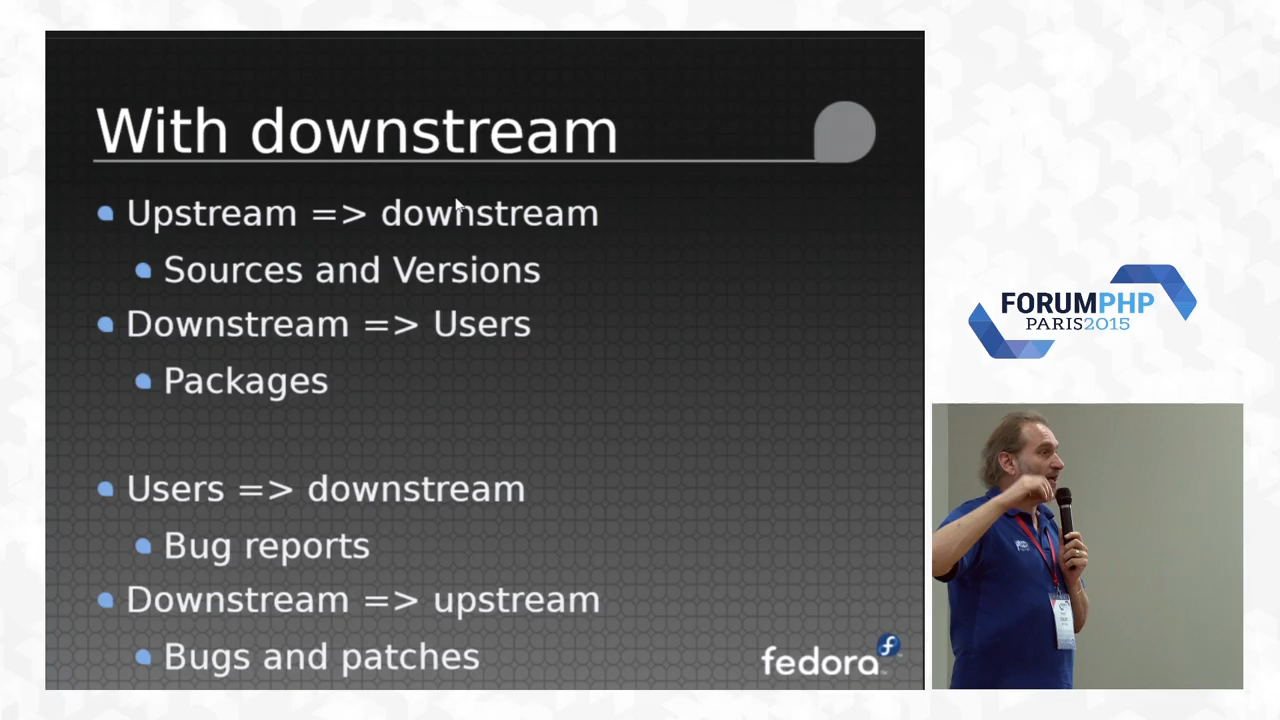 With downstream
Upstream => downstream
Sources and Versions
Downstream => Users
Packages
Users => downstream
Bug reports
Downstream => upstream
Bugs and patches
fedora
FORUMPHP
PARIS2015